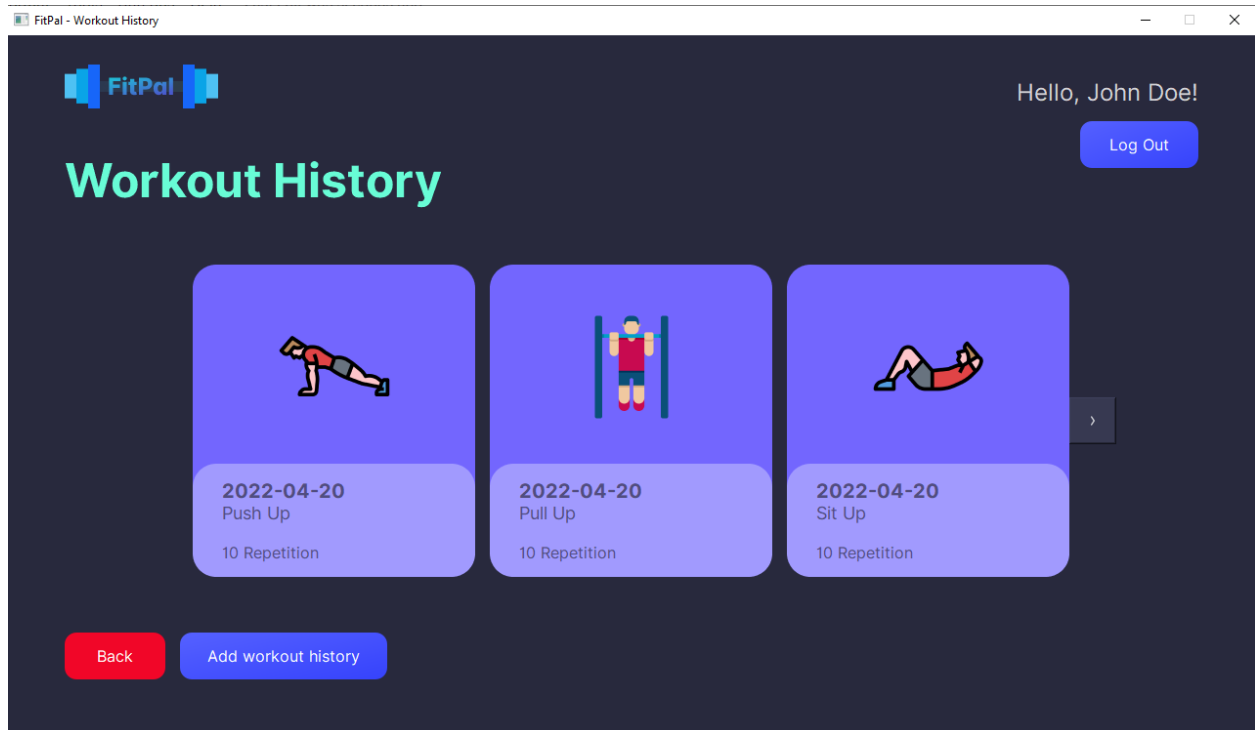 FitPal - Workout History
FitPal
Hello, John Doe!
Log Out
Workout History
2022-04-20
Push Up
10 Repetition
2022-04-20
Pull Up
10 Repetition
2022-04-20
Sit Up
10 Repetition
›
Back
Add workout history